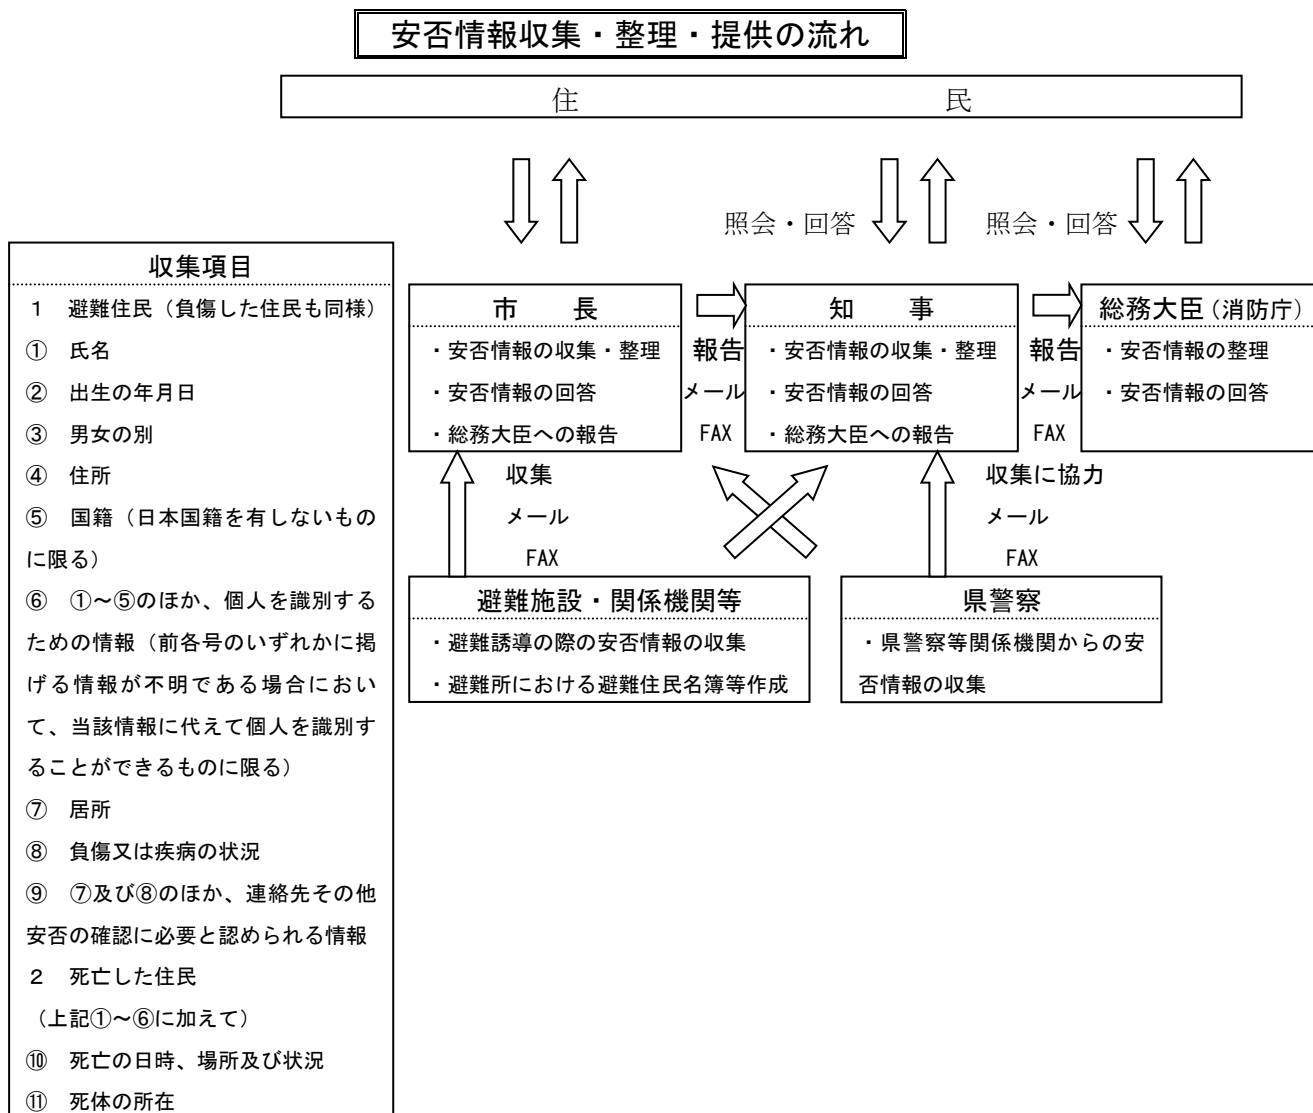 安否情報収集・整理・提供の流れ
住 民
照会・回答
照会・回答
収集項目
1 避難住民（負傷した住民も同様）
① 氏名
② 出生の年月日
③ 男女の別
④ 住所
⑤ 国籍（日本国籍を有しないもの
に限る）
⑥ ①～⑤のほか、個人を識別する
ための情報（前各号のいずれかに掲
げる情報が不明である場合におい
て、当該情報に代えて個人を識別す
ることができるものに限る）
⑦ 居所
⑧ 負傷又は疾病の状況
⑨ ⑦及び⑧のほか、連絡先その他
安否の確認に必要と認められる情報
2 死亡した住民
（上記①～⑥に加えて）
⑩ 死亡の日時、場所及び状況
⑪ 死体の所在
市 長
・安否情報の収集・整理
・安否情報の回答
・総務大臣への報告
報告
メール
FAX
知 事
・安否情報の収集・整理
・安否情報の回答
・総務大臣への報告
報告
メール
FAX
総務大臣（消防庁）
・安否情報の整理
・安否情報の回答
収集
メール
FAX
収集に協力
メール
FAX
避難施設・関係機関等
・避難誘導の際の安否情報の収集
・避難所における避難住民名簿等作成
県警察
・県警察等関係機関からの安
否情報の収集